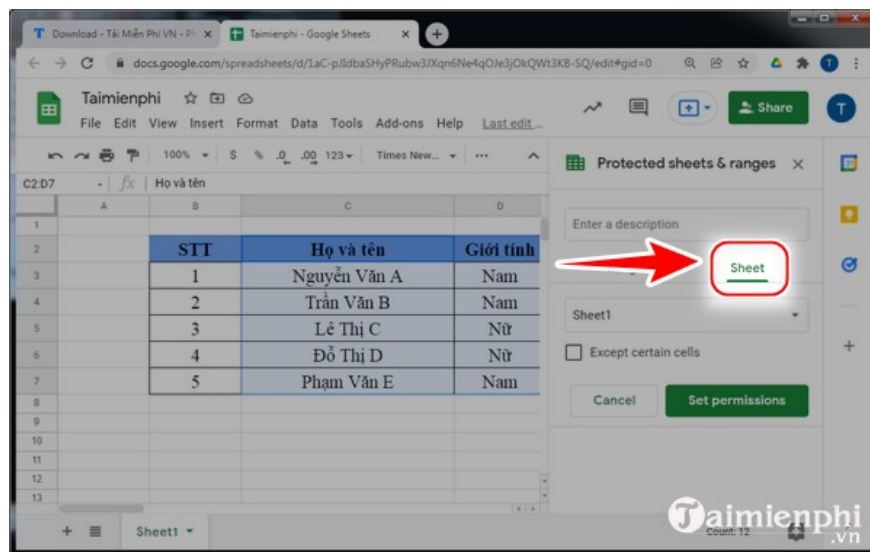 Download - Tải Miễn Phí VN - Ph
Taimienphi - Google Sheets
docs.google.com/spreadsheets/d/1aC-pJIdbaSHyPRubw3JXqn6Ne4qOJe3jOkQWt3KB-SQ/edit#gid=0
T
Taimienphi
File Edit View Insert Format Data Tools Add-ons Help Last edit ...
Share
T
100% $ % .0 .00 123 Times New...
C2:D7 fx Họ và tên
A B C D
1
2 STT Họ và tên Giới tính
3 1 Nguyễn Văn A Nam
4 2 Trần Văn B Nam
5 3 Lê Thị C Nữ
6 4 Đỗ Thị D Nữ
7 5 Phạm Văn E Nam
8
9
10
11
12
13
Protected sheets & ranges
Enter a description
Sheet
Sheet1
Except certain cells
Cancel Set permissions
Sheet1
Count: 12
Taimienphi
.vn